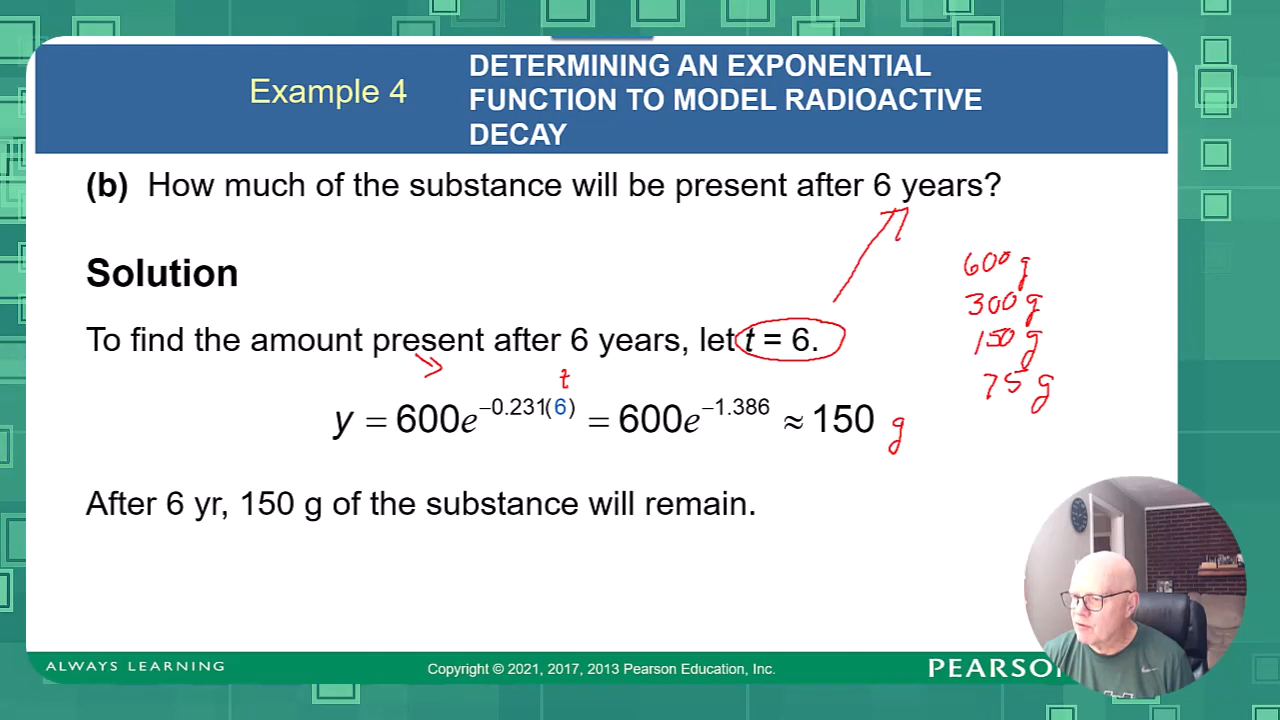 Example 4
DETERMINING AN EXPONENTIAL
FUNCTION TO MODEL RADIOACTIVE
DECAY
(b) How much of the substance will be present after 6 years?
Solution
To find the amount present after 6 years, let t = 6.
600 g
300 g
150 g
75 g
t
y = 600e^−0.231(6) = 600e^−1.386 ≈ 150 g
After 6 yr, 150 g of the substance will remain.
ALWAYS LEARNING
Copyright © 2021, 2017, 2013 Pearson Education, Inc.
PEARSON